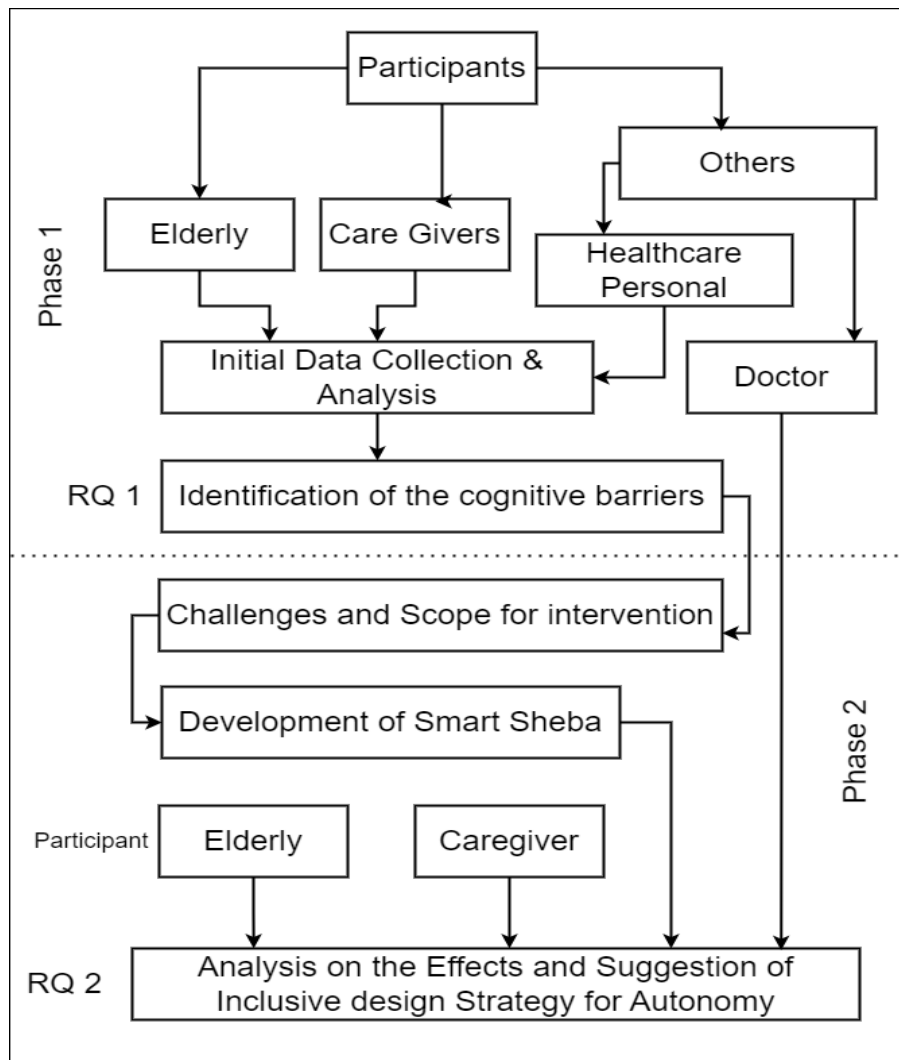 Participants
Others
Elderly
Care Givers
Healthcare
Personal
Phase 1
Initial Data Collection &
Analysis
Doctor
RQ 1
Identification of the cognitive barriers
Challenges and Scope for intervention
Development of Smart Sheba
Phase 2
Participant
Elderly
Caregiver
RQ 2
Analysis on the Effects and Suggestion of
Inclusive design Strategy for Autonomy